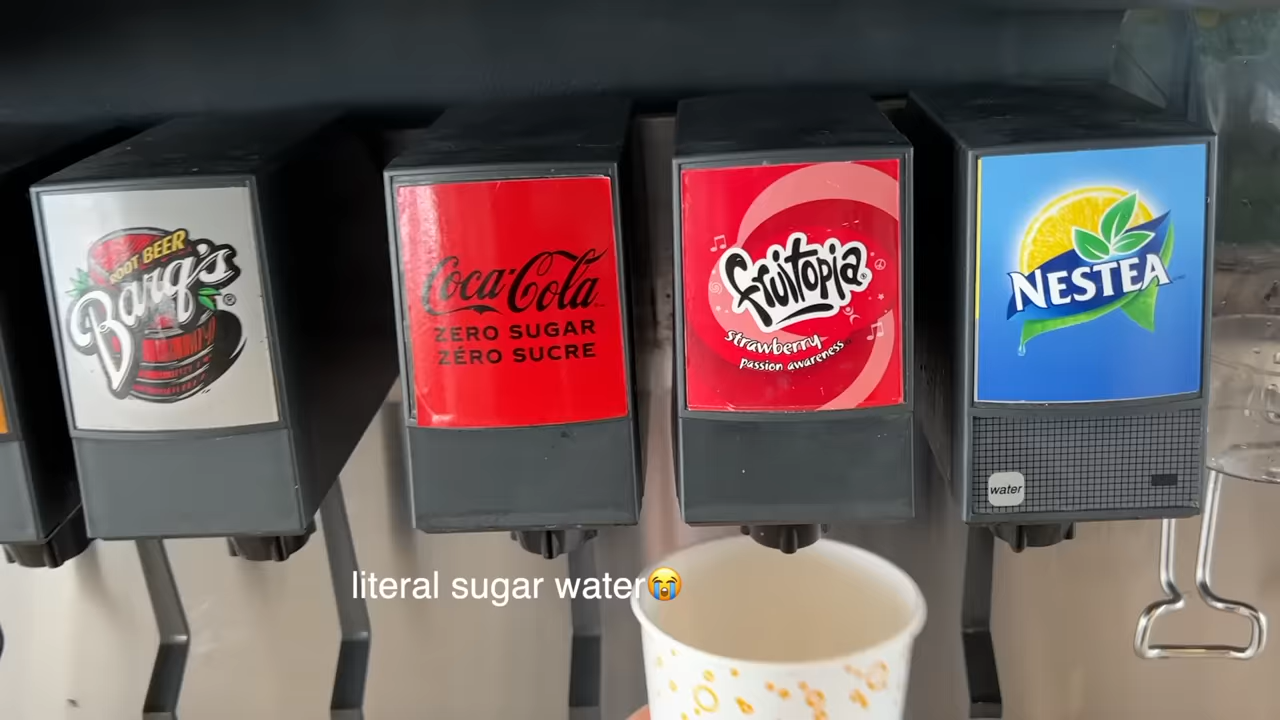 ROOT BEER
Barq's®
Coca-Cola
ZERO SUGAR
ZÉRO SUCRE
fruitopia
strawberry
passion awareness
NESTEA
water
literal sugar water😭